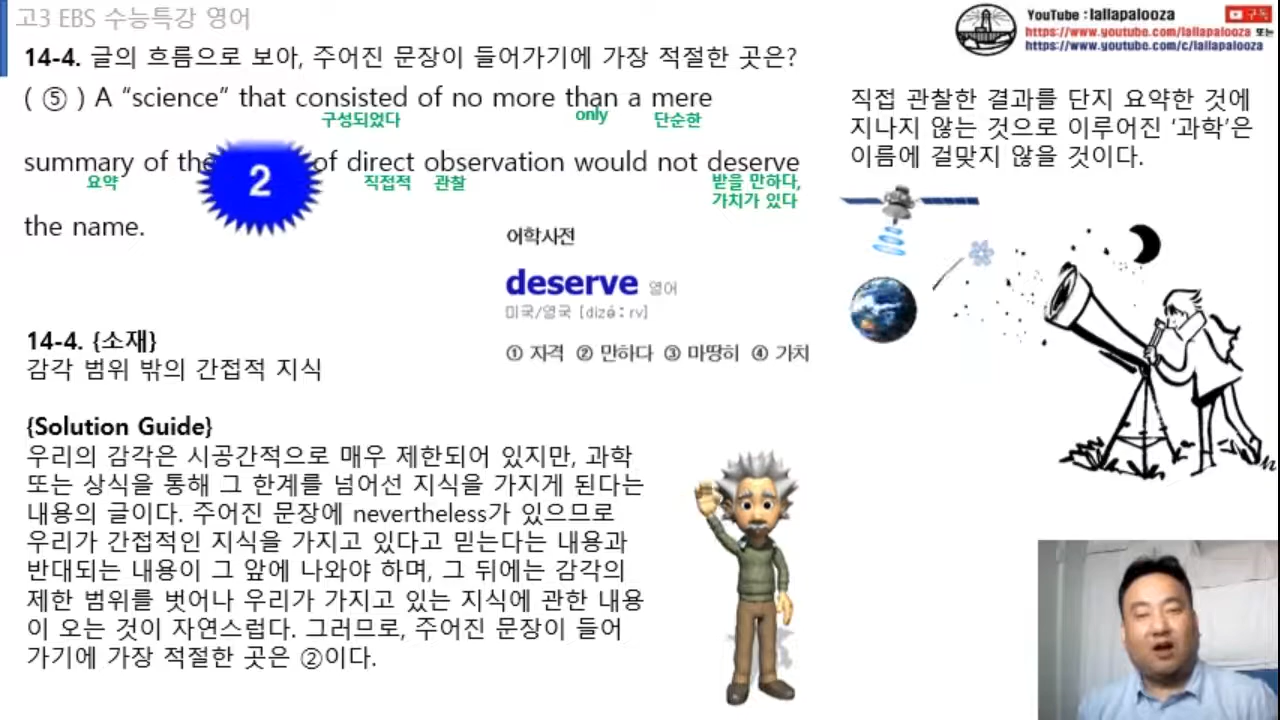 고3 EBS 수능특강 영어
YouTube : lallapalooza
구독
https://www.youtube.com/lallapalooza 또는
https://www.youtube.com/c/lallapalooza
14-4. 글의 흐름으로 보아, 주어진 문장이 들어가기에 가장 적절한 곳은?
( ⑤ ) A “science” that consisted of no more than a mere
구성되었다 only 단순한
summary of the
of direct observation would not deserve
2
요약 직접적 관찰 받을 만하다,
가치가 있다
the name.
직접 관찰한 결과를 단지 요약한 것에
지나지 않는 것으로 이루어진 ‘과학’은
이름에 걸맞지 않을 것이다.
어학사전
deserve 영어
미국/영국 [dizə́ːrv]
① 자격 ② 만하다 ③ 마땅히 ④ 가치
14-4. {소재}
감각 범위 밖의 간접적 지식
{Solution Guide}
우리의 감각은 시공간적으로 매우 제한되어 있지만, 과학
또는 상식을 통해 그 한계를 넘어선 지식을 가지게 된다는
내용의 글이다. 주어진 문장에 nevertheless가 있으므로
우리가 간접적인 지식을 가지고 있다고 믿는다는 내용과
반대되는 내용이 그 앞에 나와야 하며, 그 뒤에는 감각의
제한 범위를 벗어나 우리가 가지고 있는 지식에 관한 내용
이 오는 것이 자연스럽다. 그러므로, 주어진 문장이 들어
가기에 가장 적절한 곳은 ②이다.